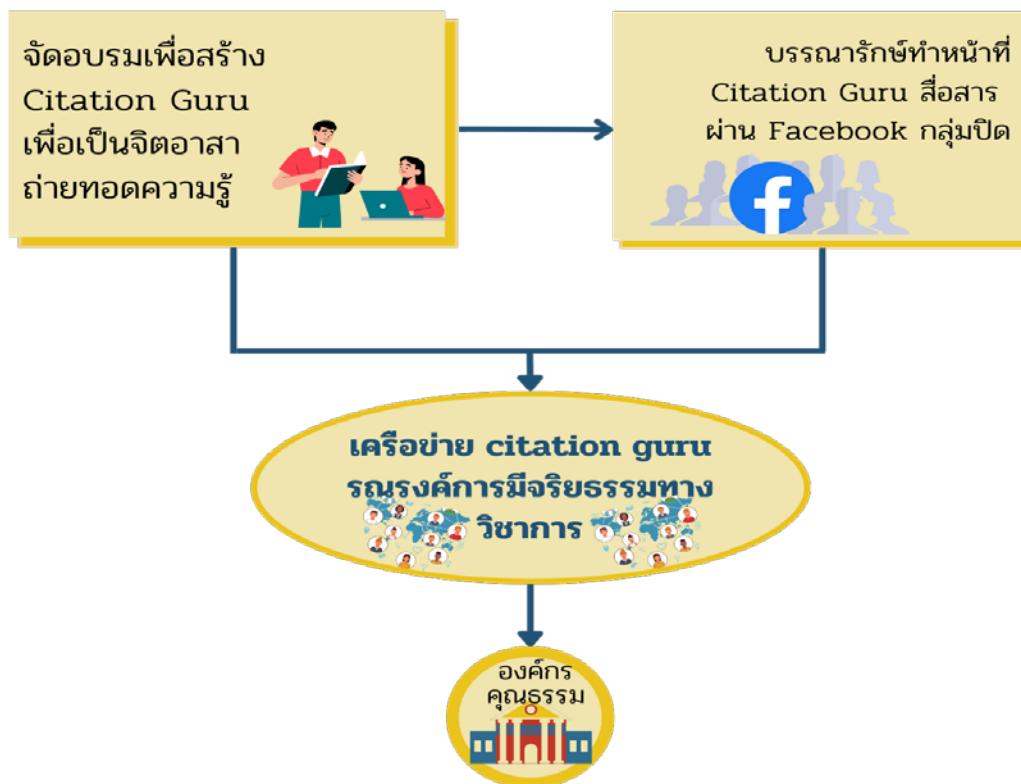 จัดอบรมเพื่อสร้าง
Citation Guru
เพื่อเป็นจิตอาสา
ถ่ายทอดความรู้
บรรณารักษ์ทำหน้าที่
Citation Guru สื่อสาร
ผ่าน Facebook กลุ่มปิด
เครือข่าย citation guru
รณรงค์การมีจริยธรรมทาง
วิชาการ
องค์กร
คุณธรรม